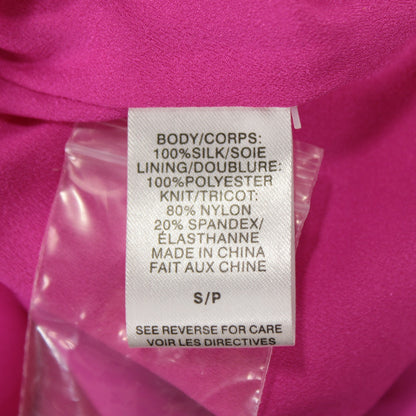 BODY/CORPS:
100%SILK/SOIE
LINING/DOUBLURE:
100%POLYESTER
KNIT/TRICOT:
80% NYLON
20% SPANDEX/
ÉLASTHANNE
MADE IN CHINA
FAIT AUX CHINE
S/P
SEE REVERSE FOR CARE
VOIR LES DIRECTIVES